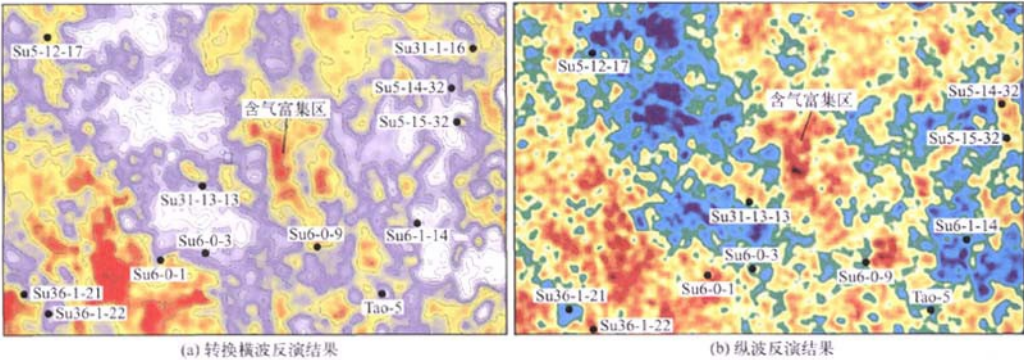 Su5-12-17
Su31-1-16
Su5-14-32
Su5-15-32
含气富集区
Su31-13-13
Su6-0-3
Su6-0-9
Su6-1-14
Su6-0-1
Su36-1-21
Su36-1-22
Tao-5
(a) 转换横波反演结果
Su5-12-17
Su5-14-32
Su5-15-32
含气富集区
Su31-13-13
Su6-1-14
Su6-0-3
Su6-0-9
Su6-0-1
Su36-1-21
Su36-1-22
Tao-5
(b) 纵波反演结果